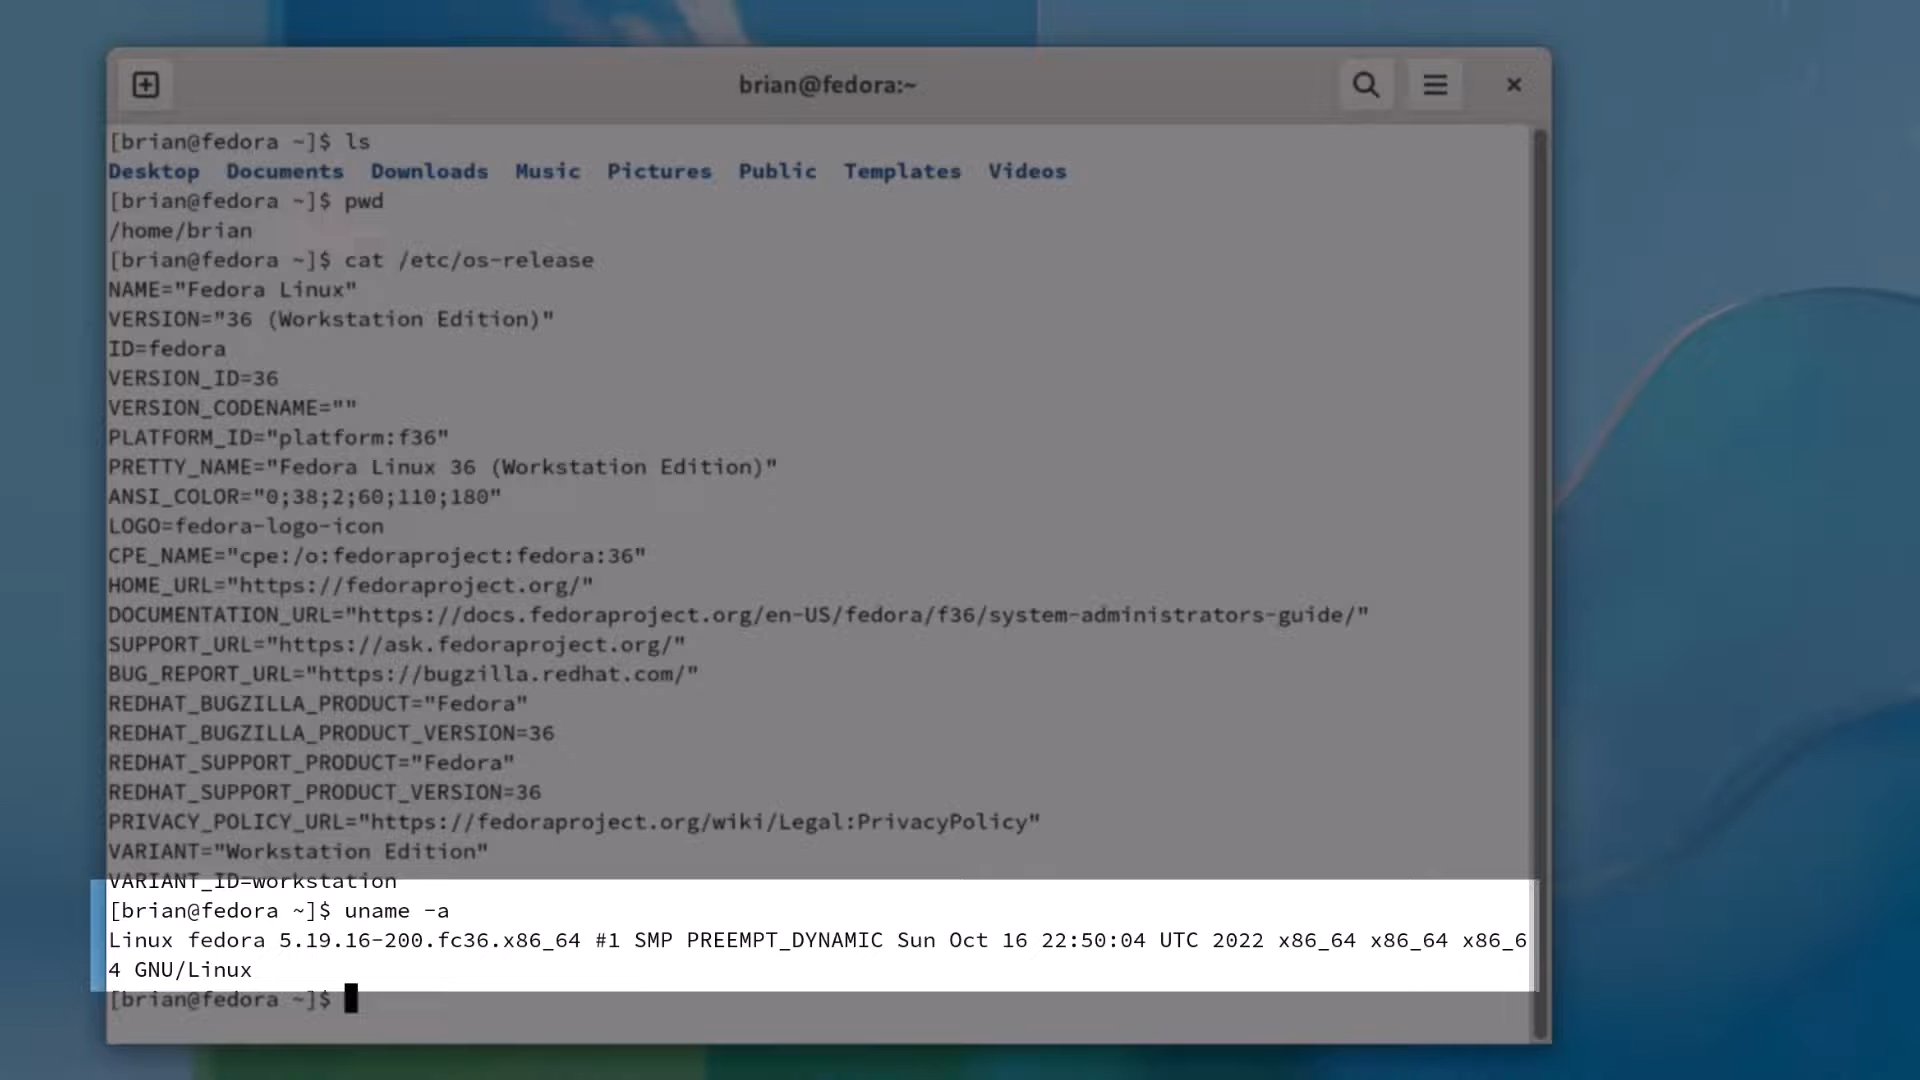 brian@fedora:~
[brian@fedora ~]$ ls
Desktop  Documents  Downloads  Music  Pictures  Public  Templates  Videos
[brian@fedora ~]$ pwd
/home/brian
[brian@fedora ~]$ cat /etc/os-release
NAME="Fedora Linux"
VERSION="36 (Workstation Edition)"
ID=fedora
VERSION_ID=36
VERSION_CODENAME=""
PLATFORM_ID="platform:f36"
PRETTY_NAME="Fedora Linux 36 (Workstation Edition)"
ANSI_COLOR="0;38;2;60;110;180"
LOGO=fedora-logo-icon
CPE_NAME="cpe:/o:fedoraproject:fedora:36"
HOME_URL="https://fedoraproject.org/"
DOCUMENTATION_URL="https://docs.fedoraproject.org/en-US/fedora/f36/system-administrators-guide/"
SUPPORT_URL="https://ask.fedoraproject.org/"
BUG_REPORT_URL="https://bugzilla.redhat.com/"
REDHAT_BUGZILLA_PRODUCT="Fedora"
REDHAT_BUGZILLA_PRODUCT_VERSION=36
REDHAT_SUPPORT_PRODUCT="Fedora"
REDHAT_SUPPORT_PRODUCT_VERSION=36
PRIVACY_POLICY_URL="https://fedoraproject.org/wiki/Legal:PrivacyPolicy"
VARIANT="Workstation Edition"
VARIANT_ID=workstation
[brian@fedora ~]$ uname -a
Linux fedora 5.19.16-200.fc36.x86_64 #1 SMP PREEMPT_DYNAMIC Sun Oct 16 22:50:04 UTC 2022 x86_64 x86_64 x86_6
4 GNU/Linux
[brian@fedora ~]$